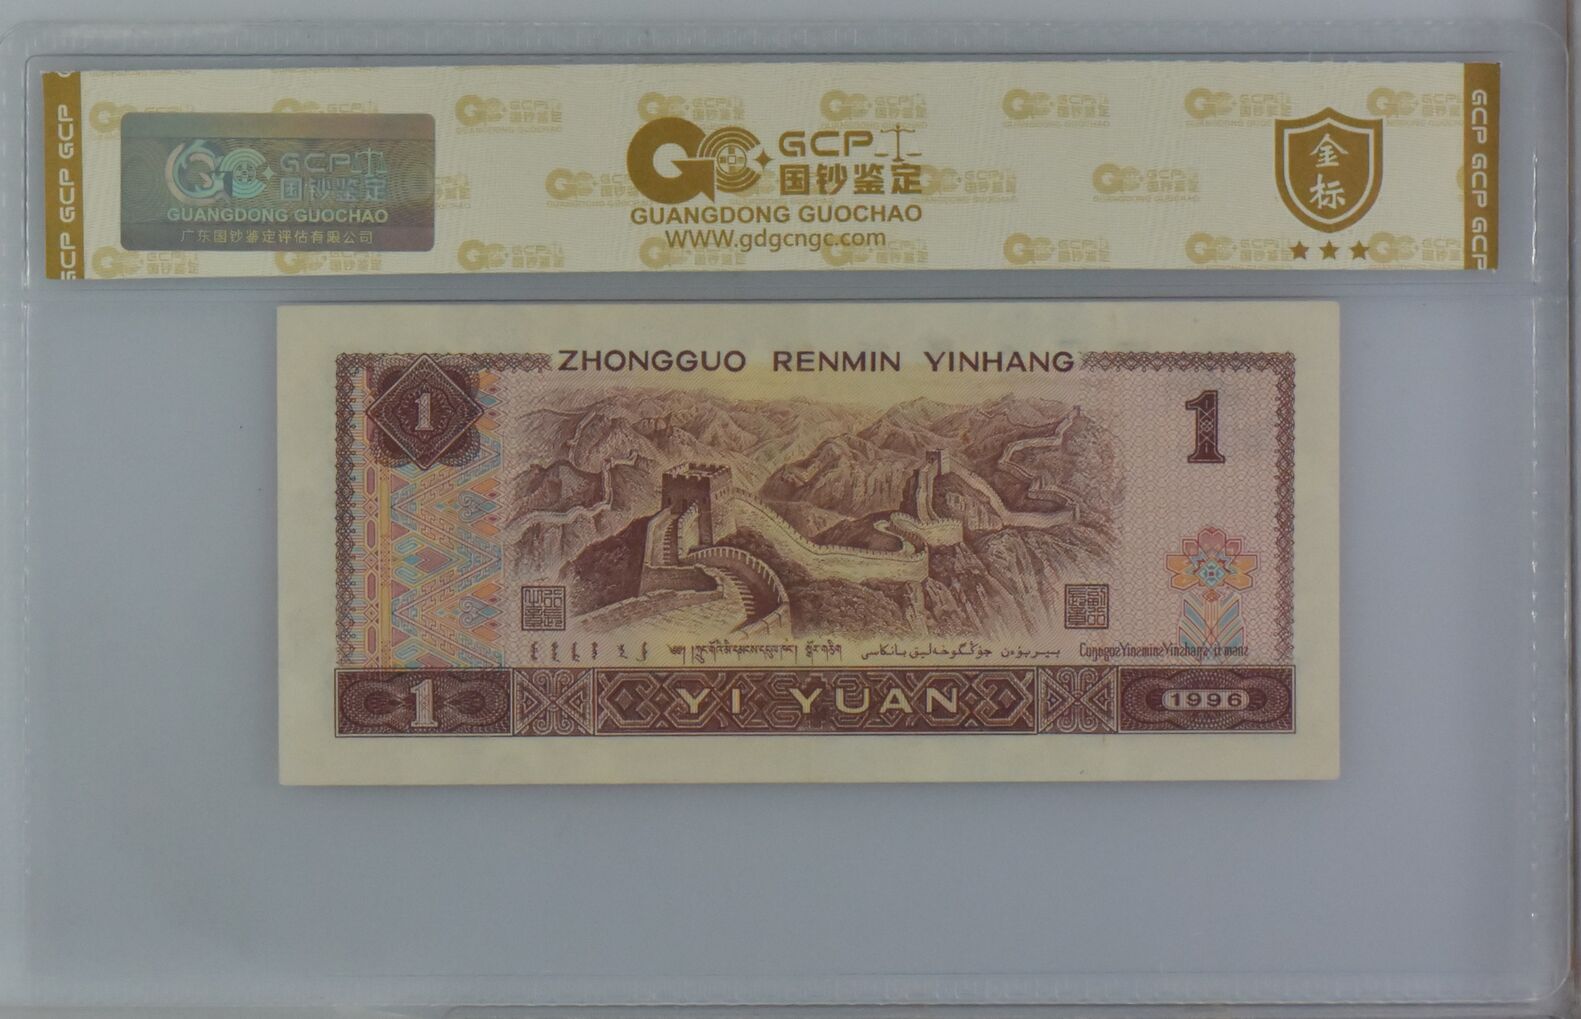 GCP GCP GCP
GCP 国钞鉴定
GUANGDONG GUOCHAO
广东国钞鉴定评估有限公司
GCP
国钞鉴定
GUANGDONG GUOCHAO
WWW.gdgcngc.com
金标
GCP GCP GCP
ZHONGGUO RENMIN YINHANG
1
1
1
YI YUAN
1996